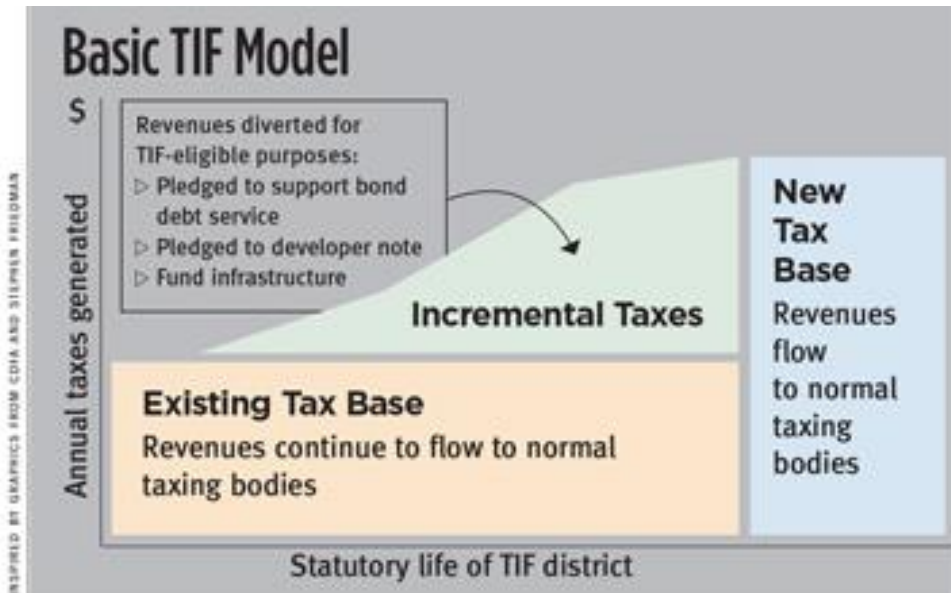 Basic TIF Model
$
Revenues diverted for
TIF-eligible purposes:
▷ Pledged to support bond
debt service
▷ Pledged to developer note
▷ Fund infrastructure
Annual taxes generated
Incremental Taxes
Existing Tax Base
Revenues continue to flow to normal
taxing bodies
New
Tax
Base
Revenues
flow
to normal
taxing
bodies
Statutory life of TIF district
INSPIRED BY GRAPHICS FROM CDIA AND STEPHEN FRIEDMAN